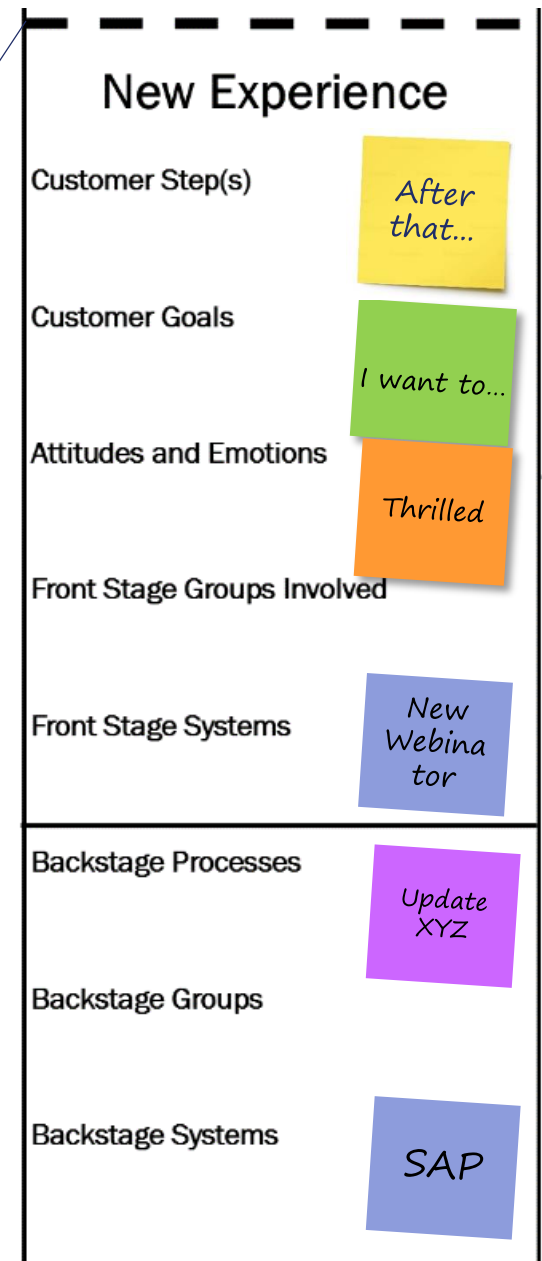 New Experience
Customer Step(s)
After
that...
Customer Goals
I want to...
Attitudes and Emotions
Thrilled
Front Stage Groups Involved
Front Stage Systems
New
Webina
tor
Backstage Processes
Update
XYZ
Backstage Groups
Backstage Systems
SAP